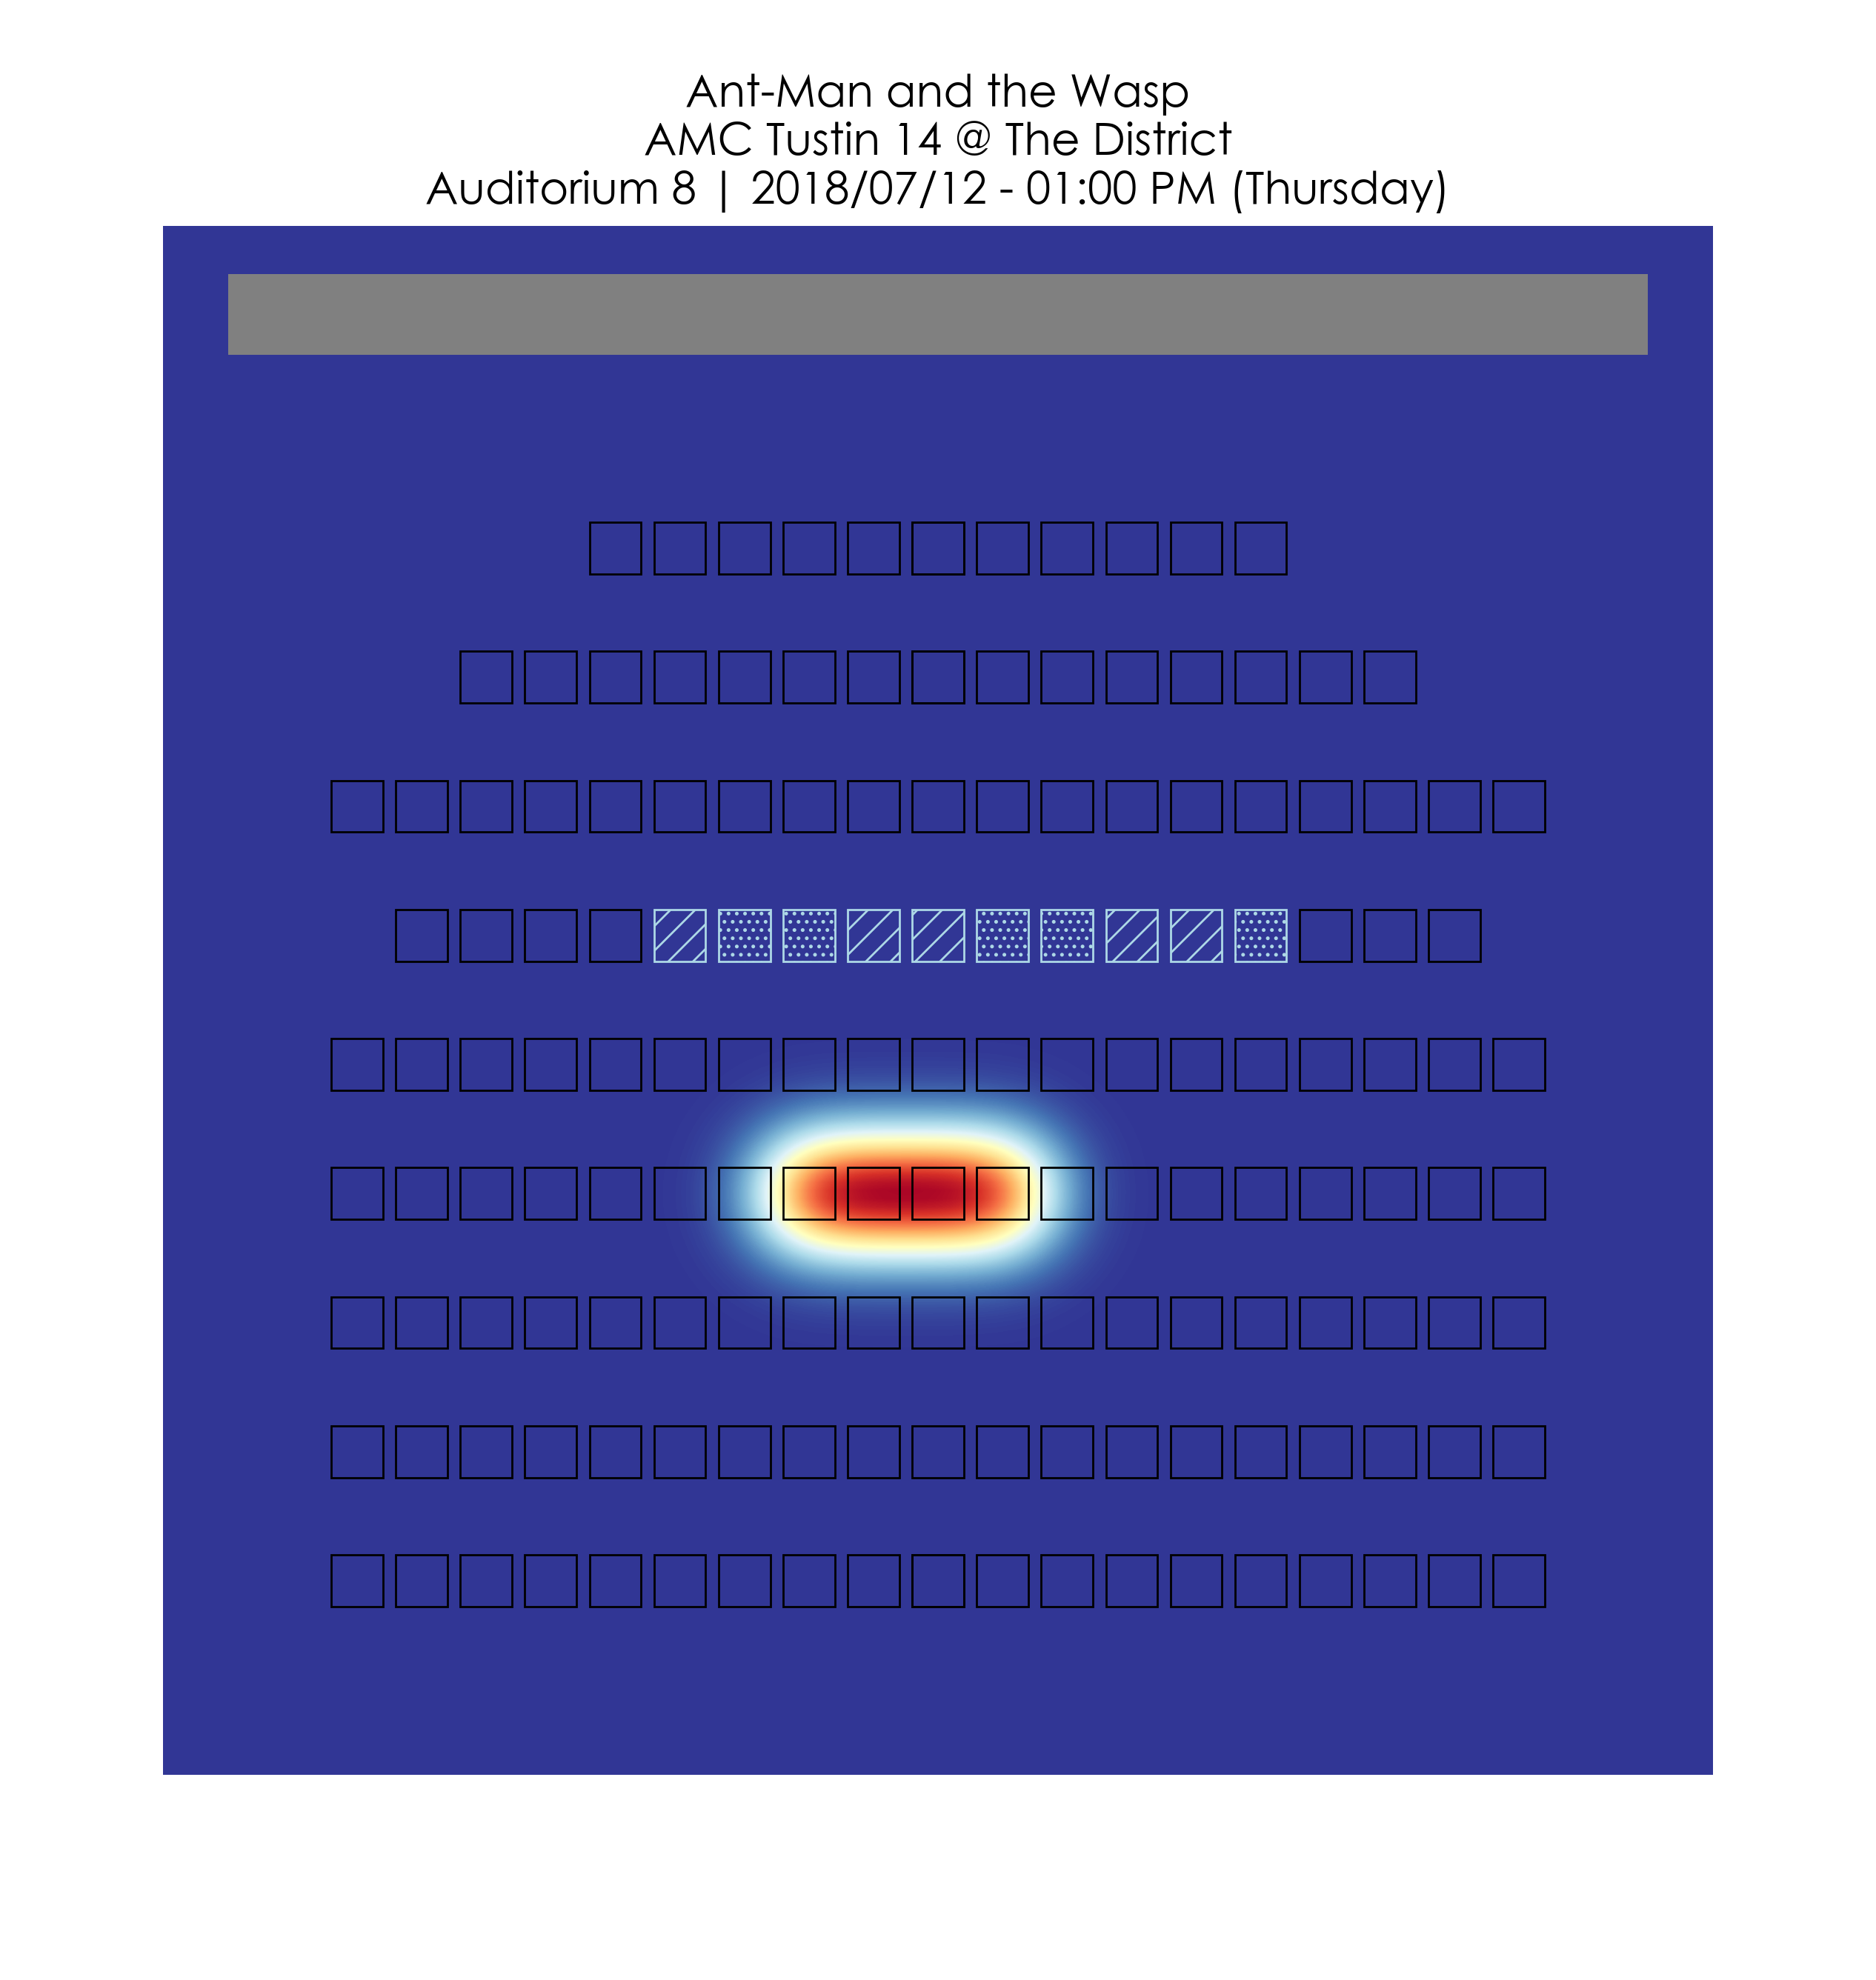 Ant-Man and the Wasp
AMC Tustin 14 @ The District
Auditorium 8 | 2018/07/12 - 01:00 PM (Thursday)